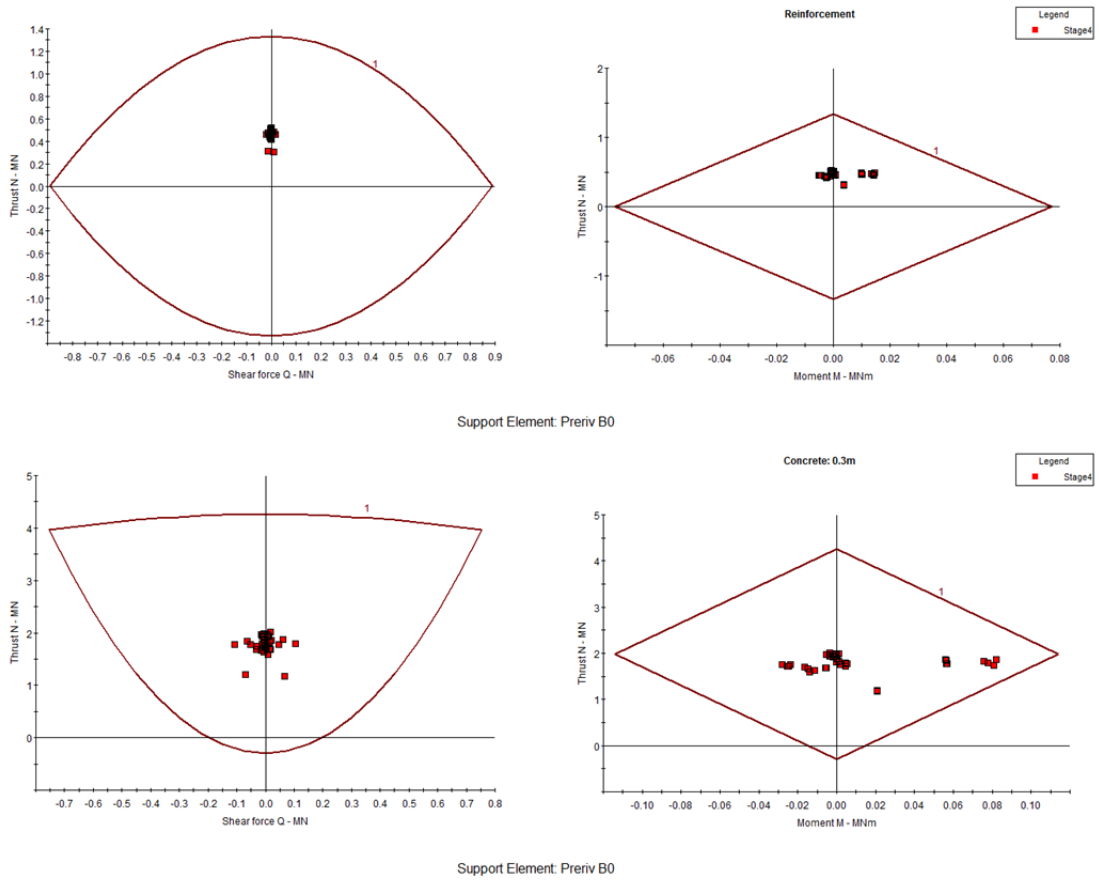 Reinforcement
Legend
Stage4
1.4
1.2
1.0
0.8
0.6
0.4
0.2
0.0
-0.2
-0.4
-0.6
-0.8
-1.0
-1.2
Thrust N - MN
1
-0.8 -0.7 -0.6 -0.5 -0.4 -0.3 -0.2 -0.1 0.0 0.1 0.2 0.3 0.4 0.5 0.6 0.7 0.8 0.9
Shear force Q - MN
2
1
0
-1
Thrust N - MN
1
-0.06 -0.04 -0.02 0.00 0.02 0.04 0.06 0.08
Moment M - MNm
Support Element: Preriv B0
Concrete: 0.3m
Legend
Stage4
5
4
3
2
1
0
Thrust N - MN
1
-0.7 -0.6 -0.5 -0.4 -0.3 -0.2 -0.1 0.0 0.1 0.2 0.3 0.4 0.5 0.6 0.7 0.8
Shear force Q - MN
5
4
3
2
1
0
Thrust N - MN
1
-0.10 -0.08 -0.06 -0.04 -0.02 0.00 0.02 0.04 0.06 0.08 0.10
Moment M - MNm
Support Element: Preriv B0